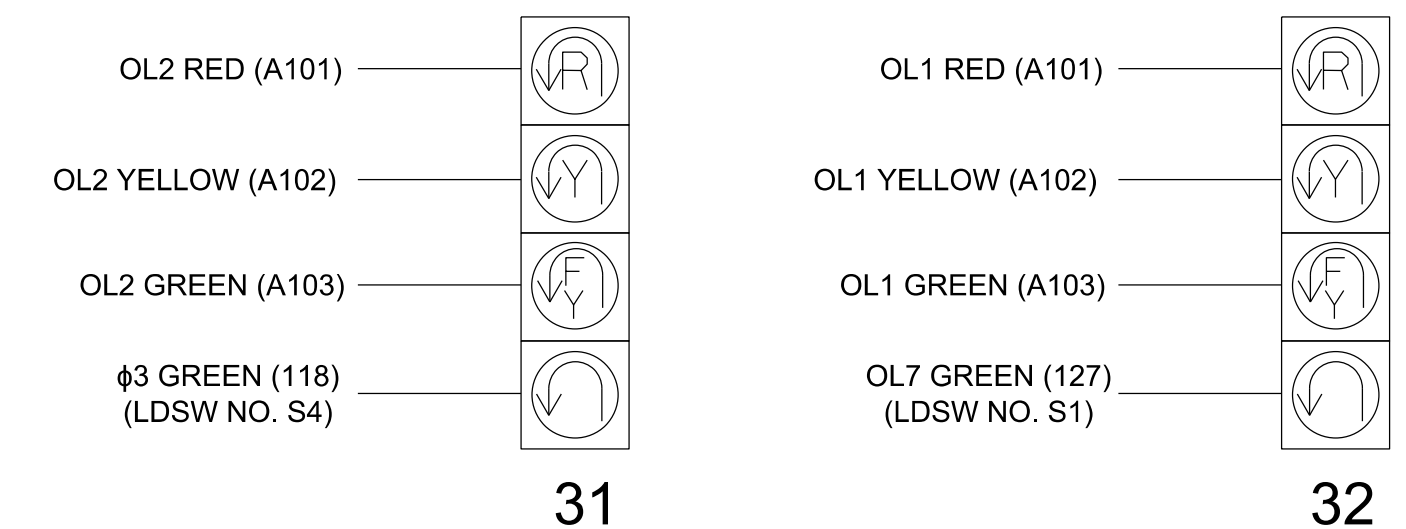 OL2 RED (A101)
R
OL2 YELLOW (A102)
Y
OL2 GREEN (A103)
F
Y
ϕ3 GREEN (118)
(LDSW NO. S4)
31
OL1 RED (A101)
R
OL1 YELLOW (A102)
Y
OL1 GREEN (A103)
F
Y
OL7 GREEN (127)
(LDSW NO. S1)
32